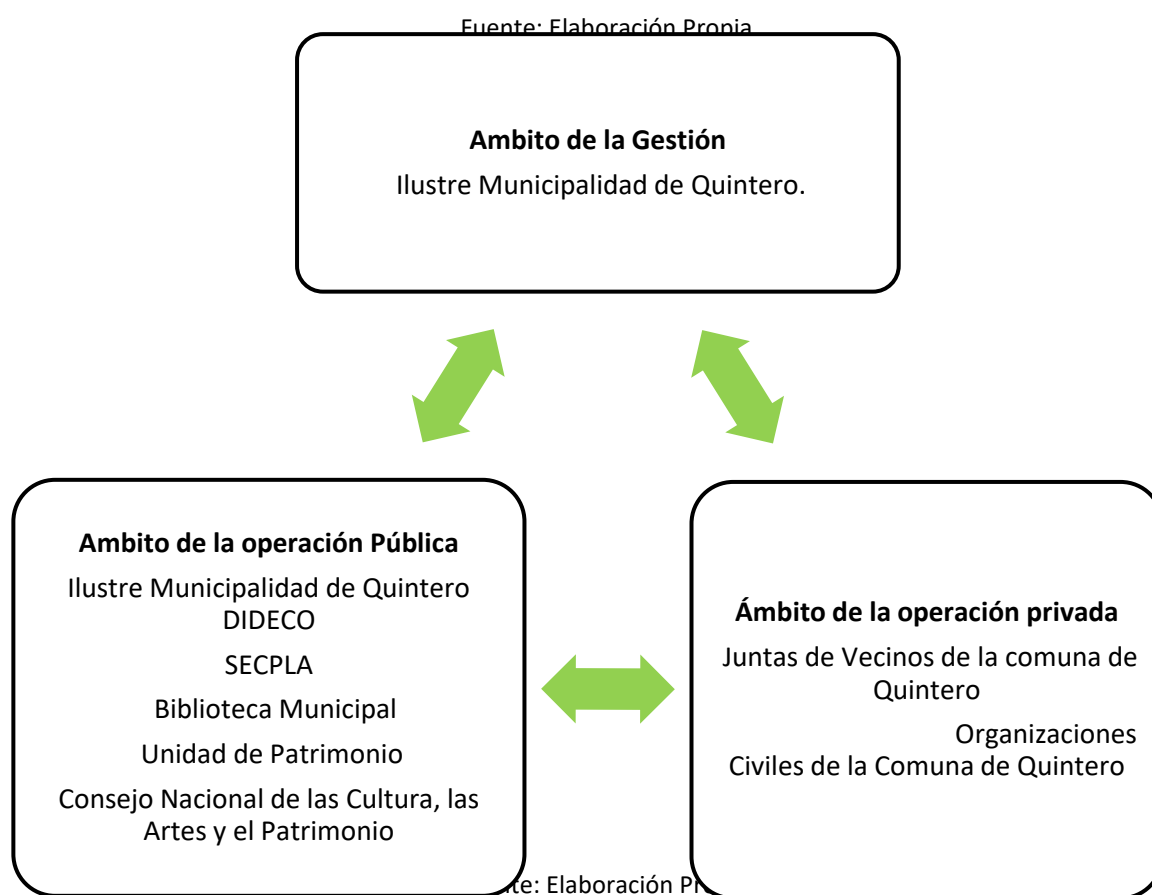 Fuente: Elaboración Propia
Ambito de la Gestión
Ilustre Municipalidad de Quintero.
Ambito de la operación Pública
Ilustre Municipalidad de Quintero
DIDECO
SECPLA
Biblioteca Municipal
Unidad de Patrimonio
Consejo Nacional de las Cultura, las
Artes y el Patrimonio
Ámbito de la operación privada
Juntas de Vecinos de la comuna de
Quintero
Organizaciones
Civiles de la Comuna de Quintero
Elaboración